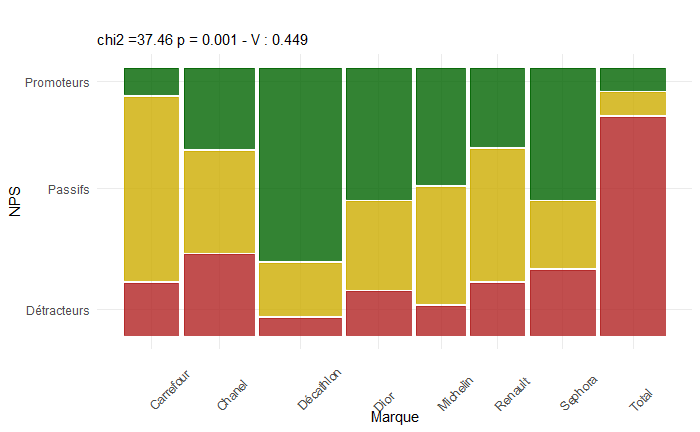 chi2 =37.46 p = 0.001 - V : 0.449
NPS
Promoteurs
Passifs
Détracteurs
Carrefour
Chanel
Décathlon
Dior
Michelin
Renault
Sephora
Total
Marque